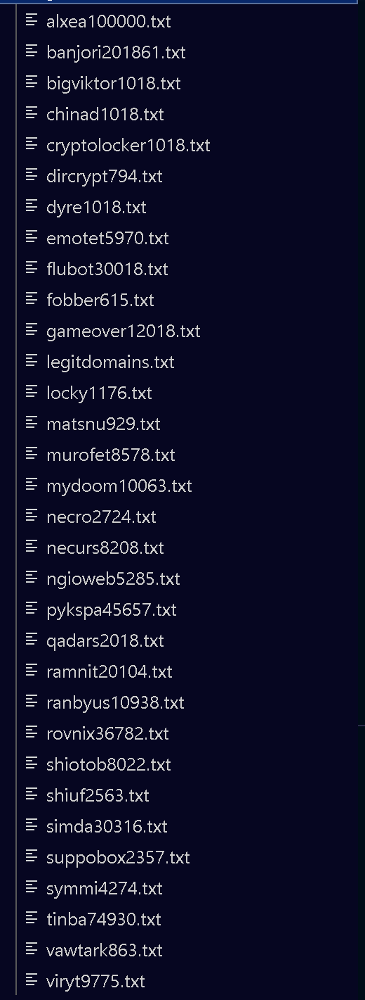 alxea100000.txt
banjori201861.txt
bigviktor1018.txt
chinad1018.txt
cryptolocker1018.txt
dircrypt794.txt
dyre1018.txt
emotet5970.txt
flubot30018.txt
fobber615.txt
gameover12018.txt
legitdomains.txt
locky1176.txt
matsnu929.txt
murofet8578.txt
mydoom10063.txt
necro2724.txt
necurs8208.txt
ngioweb5285.txt
pykspa45657.txt
qadars2018.txt
ramnit20104.txt
ranbyus10938.txt
rovnix36782.txt
shiotob8022.txt
shiuf2563.txt
simda30316.txt
suppobox2357.txt
symmi4274.txt
tinba74930.txt
vawtark863.txt
viryt9775.txt